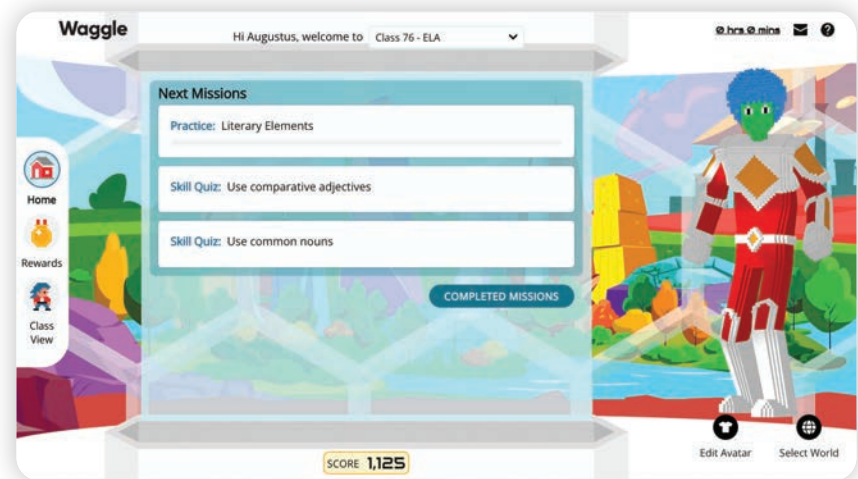 Waggle
Hi Augustus, welcome to Class 76 - ELA
0 hrs 0 mins
Next Missions
Practice: Literary Elements
Skill Quiz: Use comparative adjectives
Skill Quiz: Use common nouns
COMPLETED MISSIONS
Home
Rewards
Class
View
SCORE 1,125
Edit Avatar
Select World